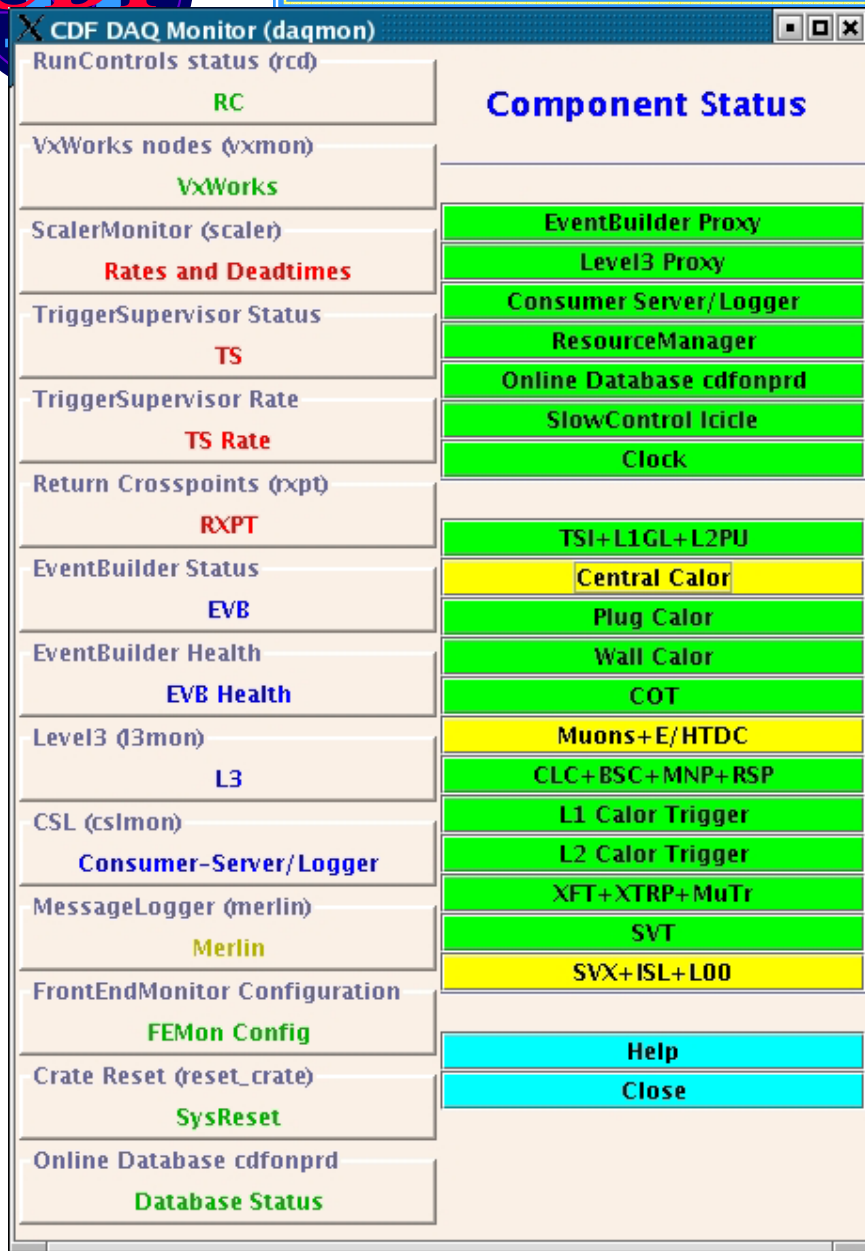 CDF DAQ Monitor (daqmon)
RunControls status (rcd)
RC
VxWorks nodes (vxmon)
VxWorks
ScalerMonitor (scaler)
Rates and Deadtimes
TriggerSupervisor Status
TS
TriggerSupervisor Rate
TS Rate
Return Crosspoints (rxpt)
RXPT
EventBuilder Status
EVB
EventBuilder Health
EVB Health
Level3 (l3mon)
L3
CSL (cslmon)
Consumer-Server/Logger
MessageLogger (merlin)
Merlin
FrontEndMonitor Configuration
FEMon Config
Crate Reset (reset_crate)
SysReset
Online Database cdfonprd
Database Status
Component Status
EventBuilder Proxy
Level3 Proxy
Consumer Server/Logger
ResourceManager
Online Database cdfonprd
SlowControl Icicle
Clock
TSI+L1GL+L2PU
Central Calor
Plug Calor
Wall Calor
COT
Muons+E/HTDC
CLC+BSC+MNP+RSP
L1 Calor Trigger
L2 Calor Trigger
XFT+XTRP+MuTr
SVT
SVX+ISL+L00
Help
Close